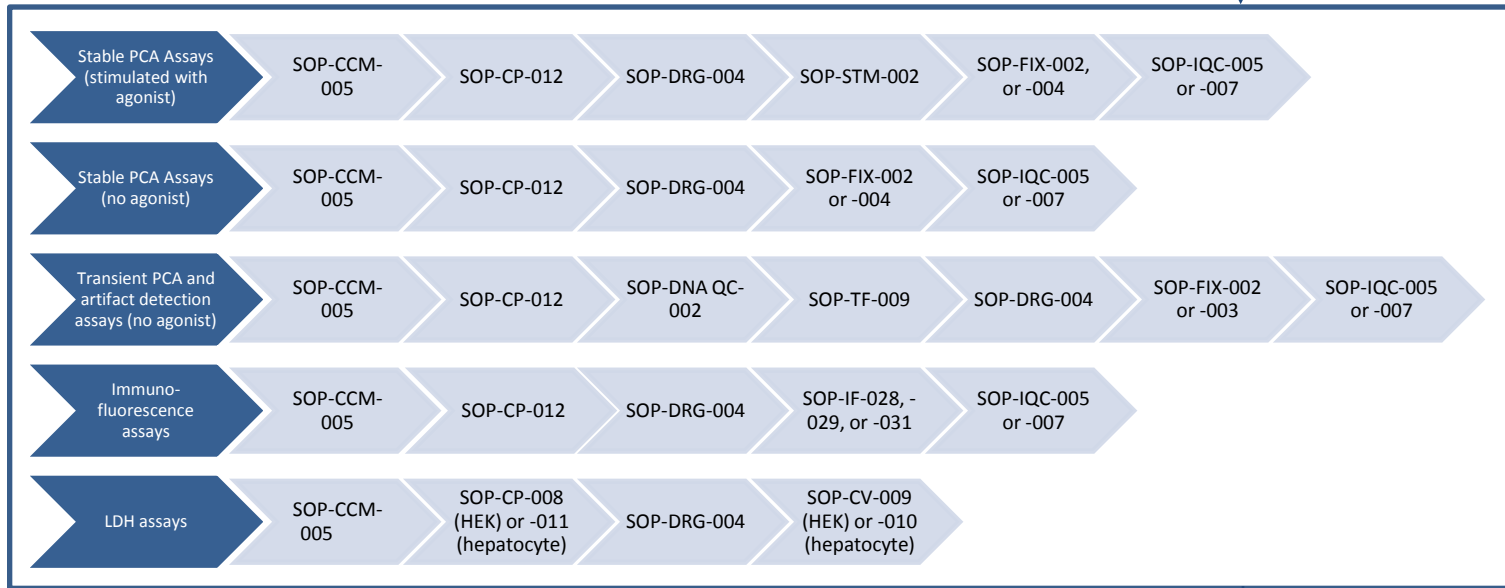 Stable PCA Assays
(stimulated with
agonist)
SOP-CCM-
005
SOP-CP-012
SOP-DRG-004
SOP-STM-002
SOP-FIX-002,
or -004
SOP-IQC-005
or -007
Stable PCA Assays
(no agonist)
SOP-CCM-
005
SOP-CP-012
SOP-DRG-004
SOP-FIX-002
or -004
SOP-IQC-005
or -007
Transient PCA and
artifact detection
assays (no agonist)
SOP-CCM-
005
SOP-CP-012
SOP-DNA QC-
002
SOP-TF-009
SOP-DRG-004
SOP-FIX-002
or -003
SOP-IQC-005
or -007
Immuno-
fluorescence
assays
SOP-CCM-
005
SOP-CP-012
SOP-DRG-004
SOP-IF-028, -
029, or -031
SOP-IQC-005
or -007
LDH assays
SOP-CCM-
005
SOP-CP-008
(HEK) or -011
(hepatocyte)
SOP-DRG-004
SOP-CV-009
(HEK) or -010
(hepatocyte)